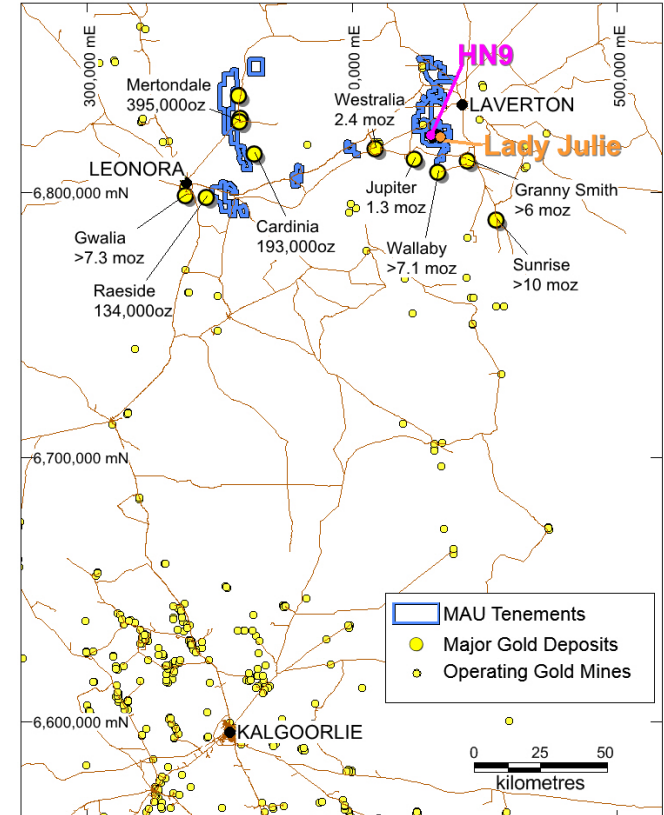 300,000 mE
0,000 mE
500,000 mE
HN9
Mertondale
395,000oz
Westralia
2.4 moz
LAVERTON
Lady Julie
LEONORA
6,800,000 mN
Jupiter
1.3 moz
Granny Smith
>6 moz
Gwalia
>7.3 moz
Cardinia
193,000oz
Wallaby
>7.1 moz
Sunrise
>10 moz
Raeside
134,000oz
6,700,000 mN
MAU Tenements
Major Gold Deposits
Operating Gold Mines
6,600,000 mN
KALGOORLIE
0 25 50
kilometres